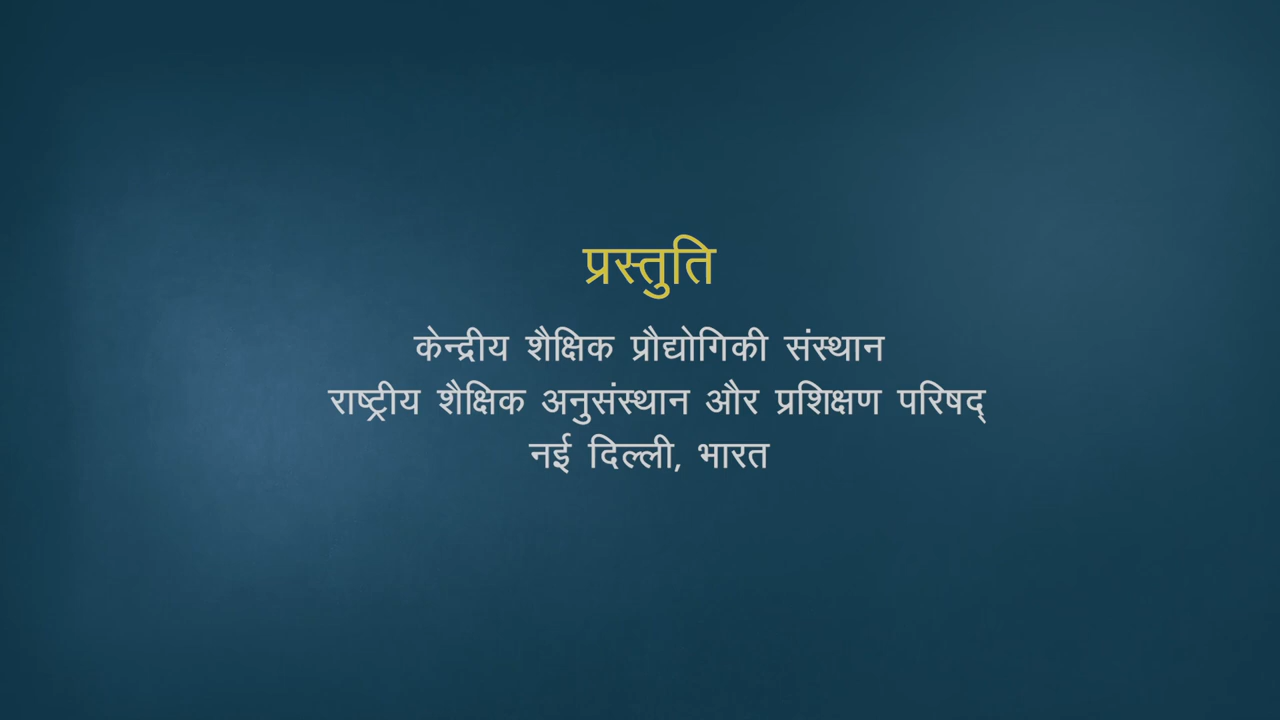 प्रस्तुति
केन्द्रीय शैक्षिक प्रौद्योगिकी संस्थान
राष्ट्रीय शैक्षिक अनुसंस्थान और प्रशिक्षण परिषद्
नई दिल्ली, भारत